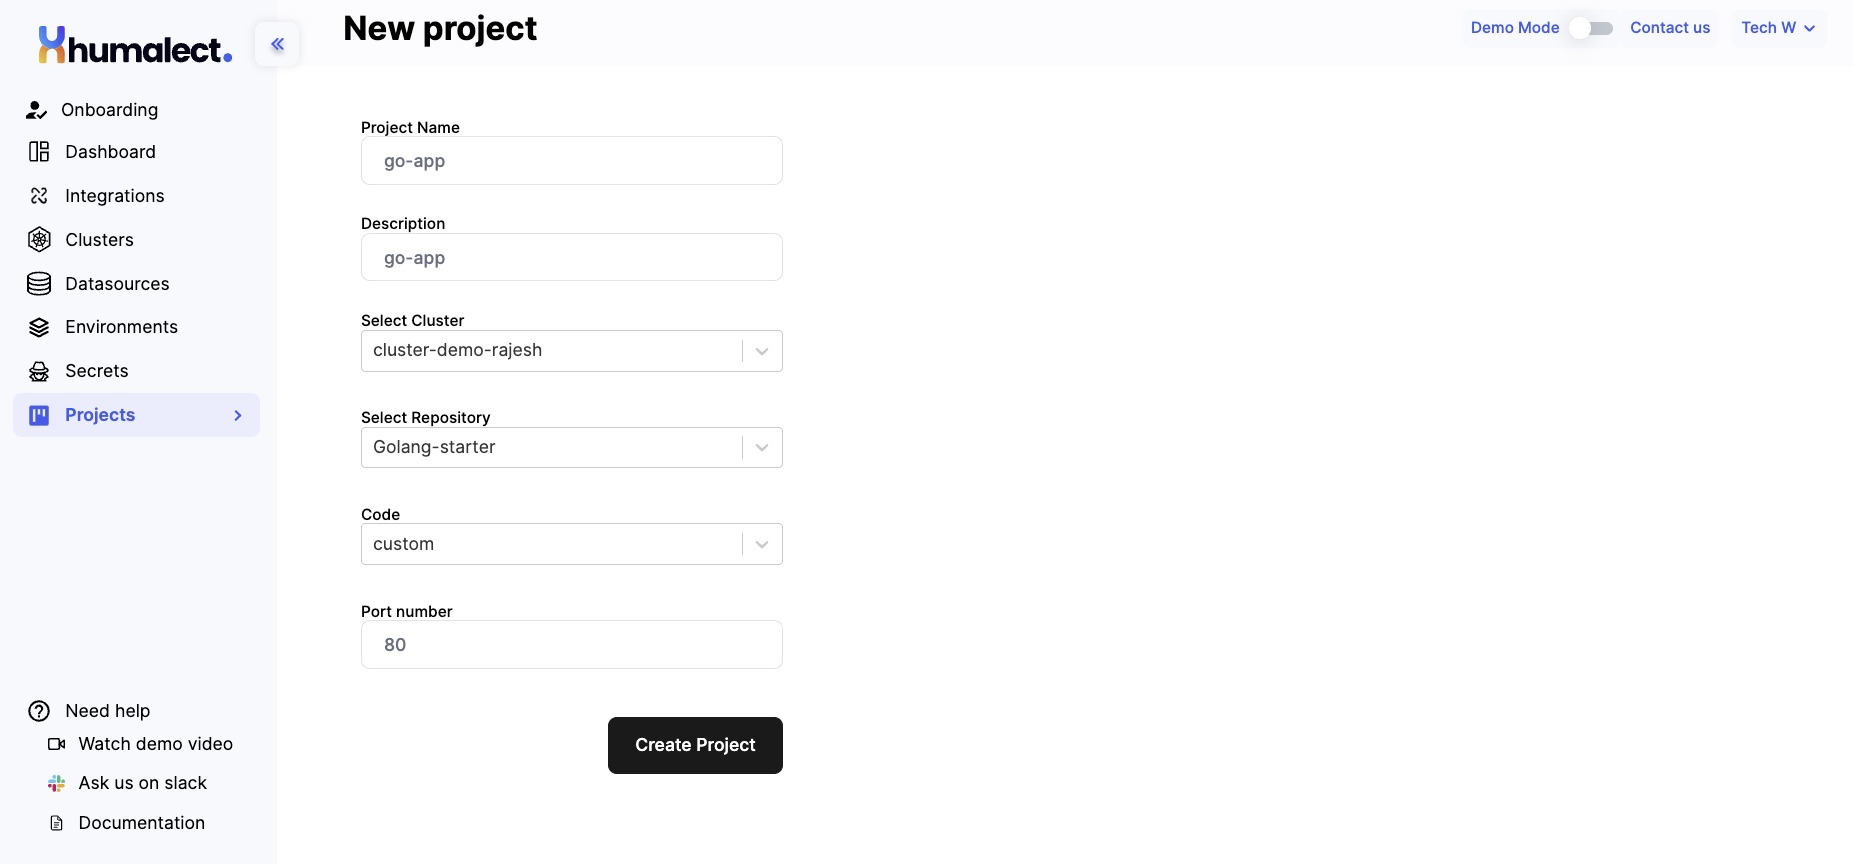 humalect.
Onboarding
Dashboard
Integrations
Clusters
Datasources
Environments
Secrets
Projects
Need help
Watch demo video
Ask us on slack
Documentation
New project
Demo Mode
Contact us
Tech W
Project Name
go-app
Description
go-app
Select Cluster
cluster-demo-rajesh
Select Repository
Golang-starter
Code
custom
Port number
80
Create Project